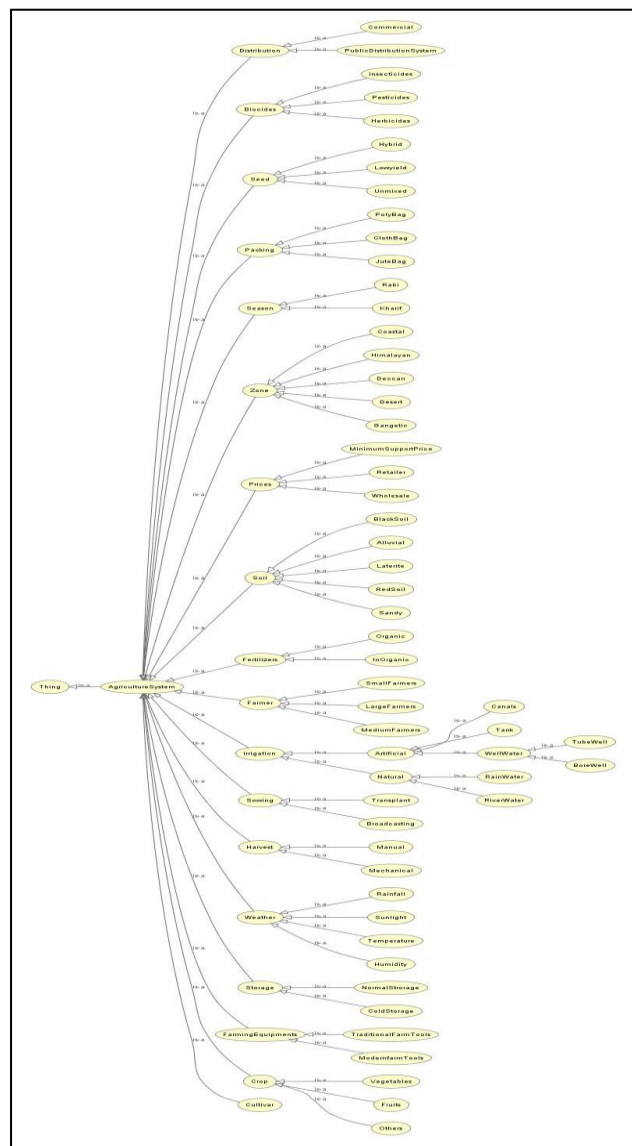 Commercial
Distribution
PublicDistributionSystem
Insecticides
Biocides
Pesticides
Herbicides
Hybrid
Seed
Lowyield
Unmixed
PolyBag
Packing
ClothBag
JuteBag
Rabi
Season
Kharif
Coastal
Himalayan
Zone
Deccan
Desert
Gangetic
MinimumSupportPrice
Prices
Retailer
Wholesale
BlackSoil
Alluvial
Soil
Laterite
RedSoil
Sandy
Organic
Fertilizers
InOrganic
Thing
is-a
AgricultureSystem
SmallFarmers
Farmer
LargeFarmers
MediumFarmers
Canals
Tank
Irrigation
Artificial
WellWater
TubeWell
BoreWell
Natural
RainWater
RiverWater
Sowing
Transplant
Broadcasting
Harvest
Manual
Mechanical
Rainfall
Weather
Sunlight
Temperature
Humidity
Storage
NormalStrorage
ColdStorage
FarmingEquipments
TraditionalFarmTools
ModernfarmTools
Crop
Vegetables
Cultivar
Fruits
Others